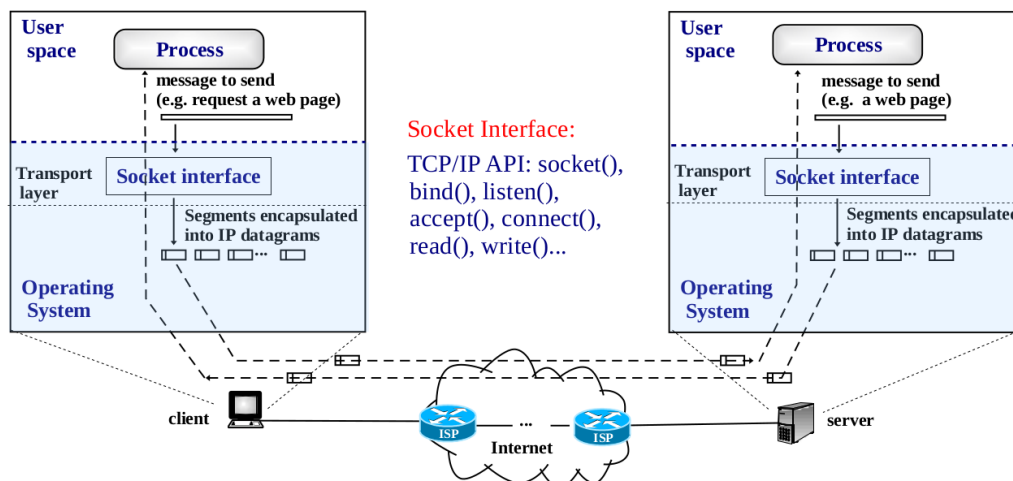 User
space
Process
message to send
(e.g. request a web page)
Transport
layer
Socket interface
Segments encapsulated
into IP datagrams
...
Operating
System
Socket Interface:
TCP/IP API: socket(),
bind(), listen(),
accept(), connect(),
read(), write()...
User
space
Process
message to send
(e.g. a web page)
Transport
layer
Socket interface
Segments encapsulated
into IP datagrams
...
Operating
System
client
ISP
...
Internet
ISP
server